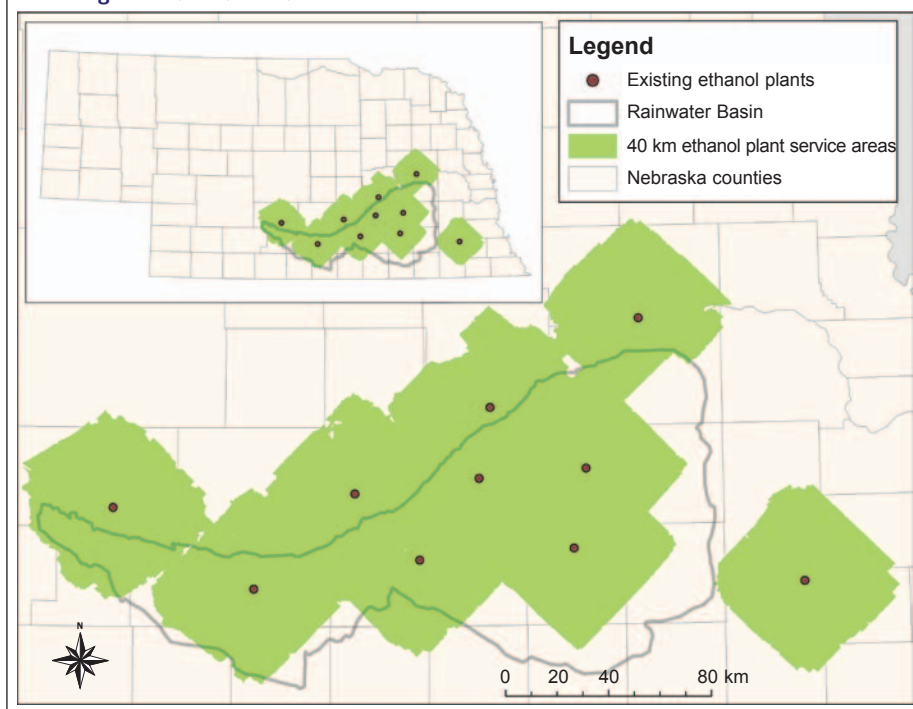 Legend
Existing ethanol plants
Rainwater Basin
40 km ethanol plant service areas
Nebraska counties
N
0 20 40 80 km